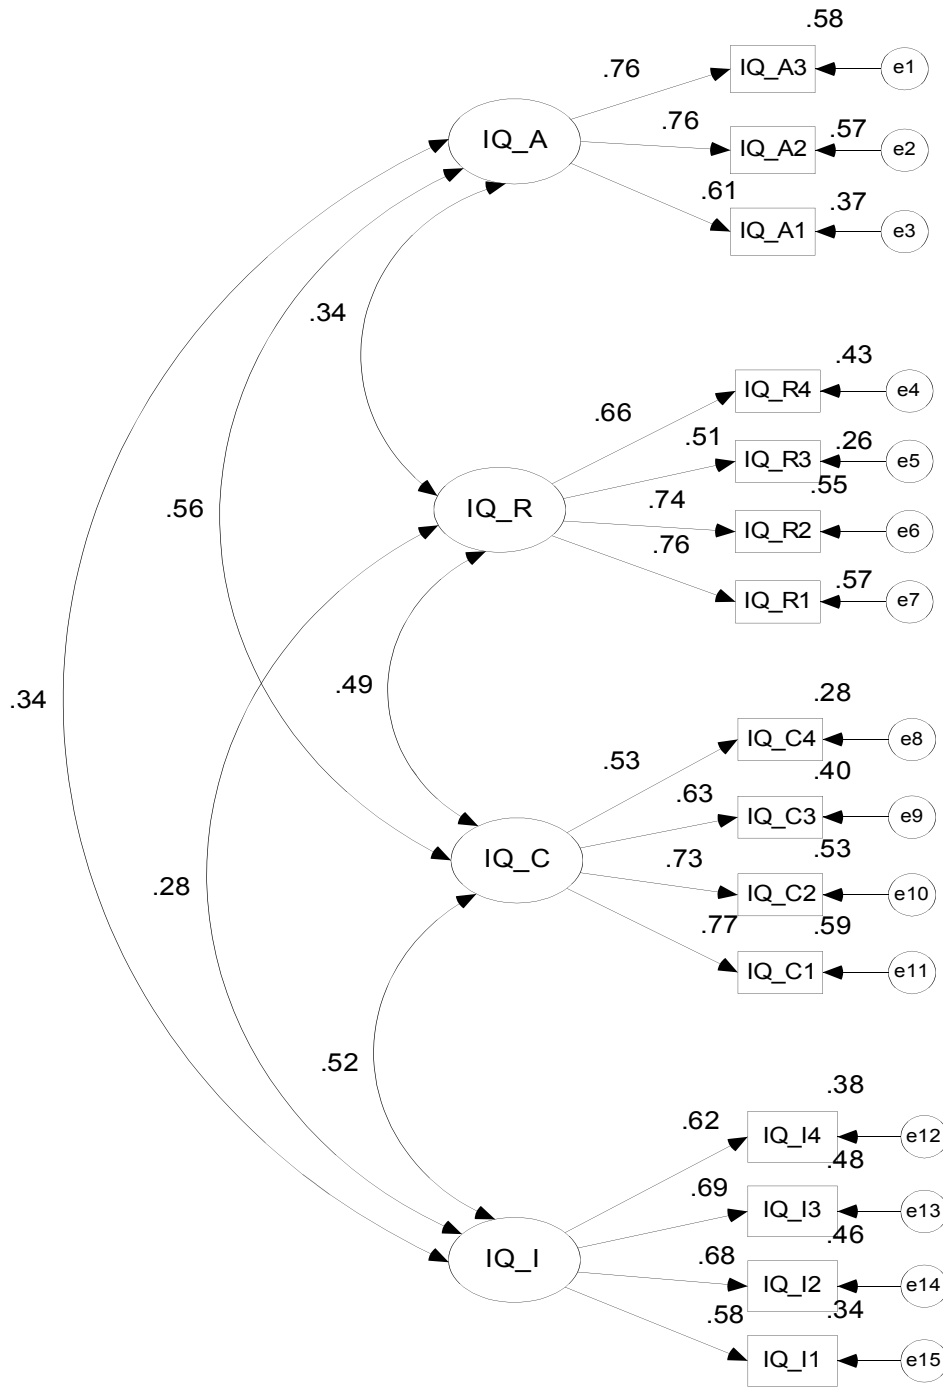 .58
.76 IQ_A3 e1
IQ_A .76 IQ_A2 .57 e2
.61 IQ_A1 .37 e3
.34
.43
.66 IQ_R4 e4
.51 IQ_R3 .26 e5
.55
IQ_R .74 IQ_R2 e6
.56
.76 IQ_R1 .57 e7
.34
.49
.28
.53 IQ_C4 e8
.40
.63 IQ_C3 e9
.53
IQ_C .73 IQ_C2 e10
.28
.77 .59
IQ_C1 e11
.52
.38
.62 IQ_I4 e12
.48
.69 IQ_I3 e13
.46
IQ_I .68 IQ_I2 e14
.58 .34
IQ_I1 e15